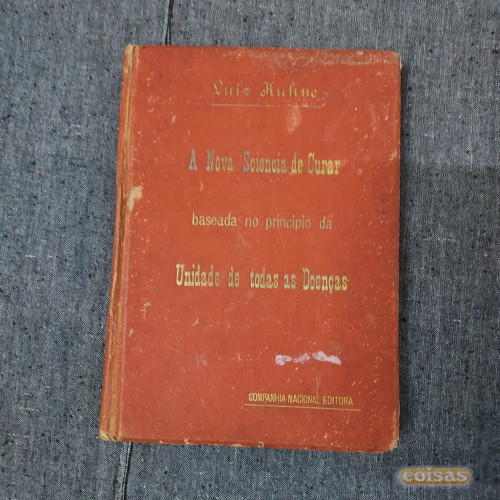 Luiz Kuhne
A Nova Sciencia de Curar
baseada no principio da
Unidade de todas as Doenças
COMPANHIA NACIONAL EDITORA
coisas